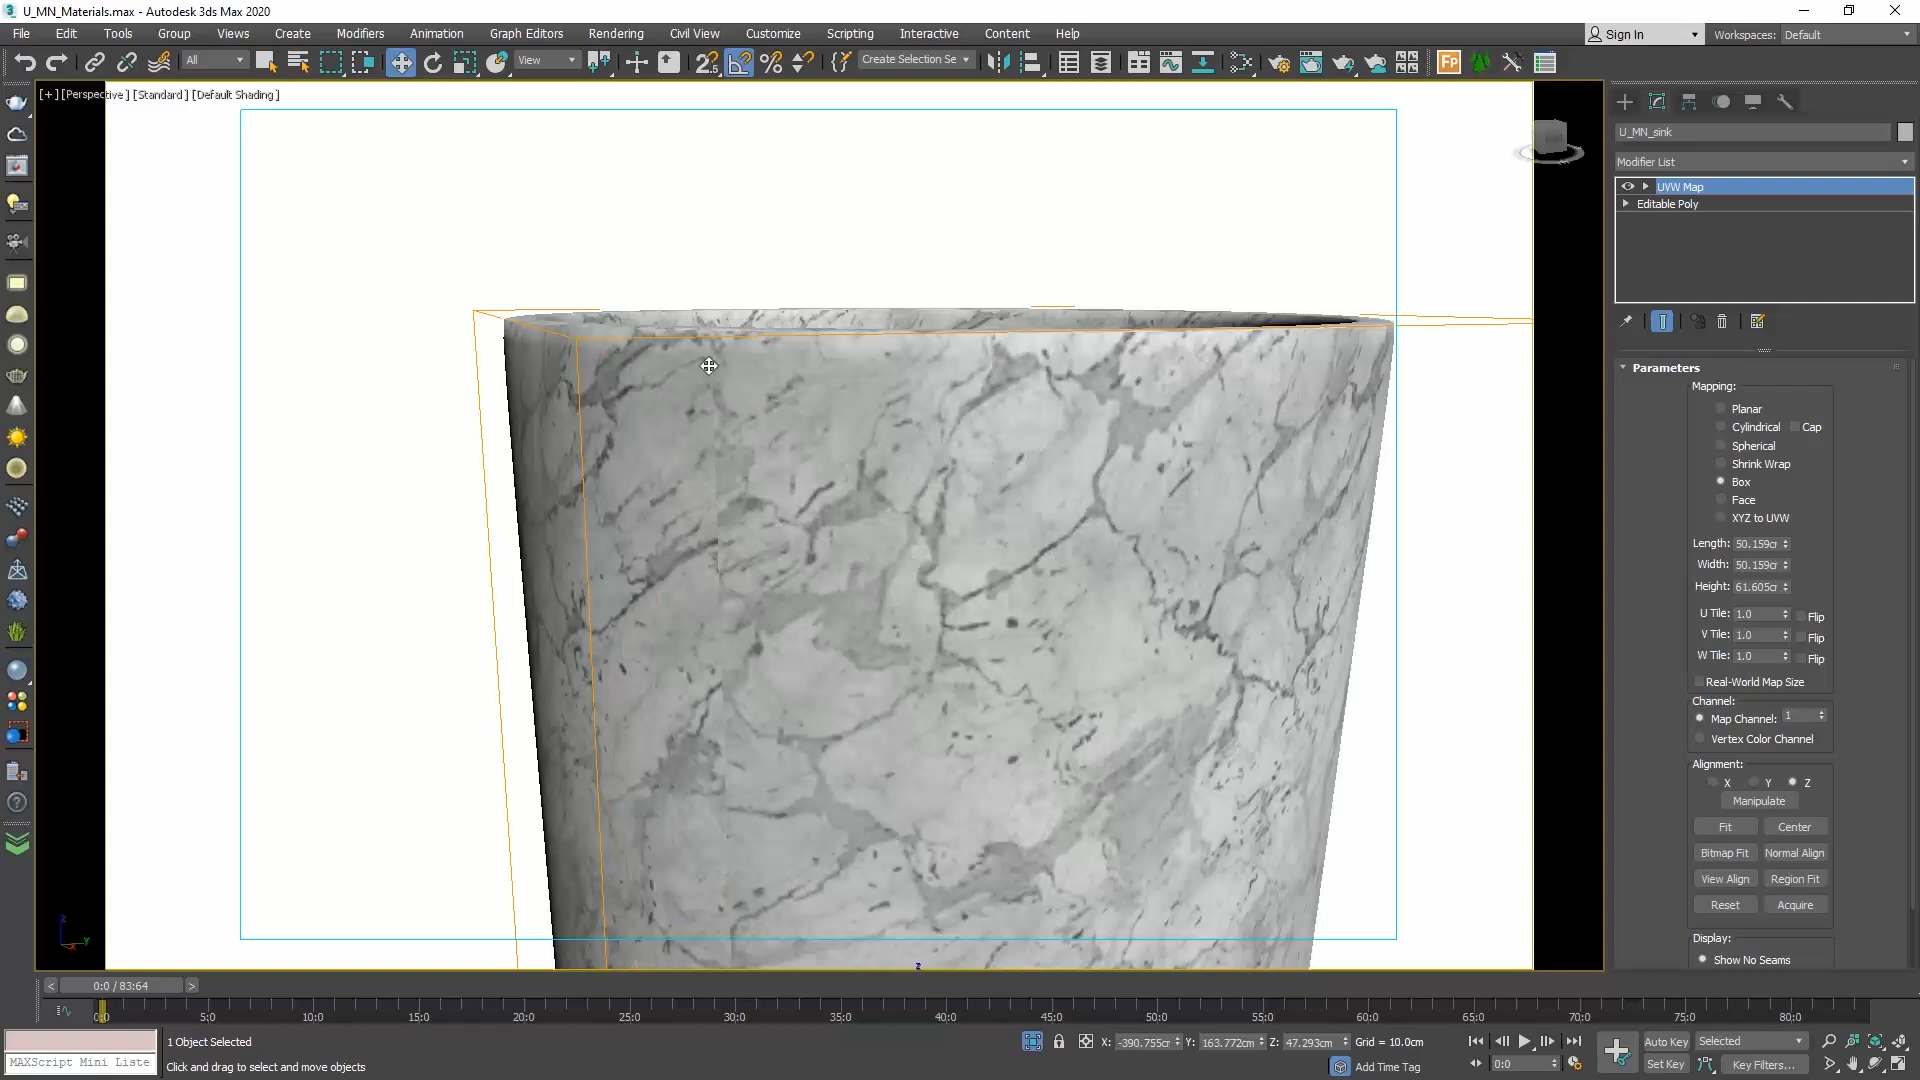 U_MN_Materials.max - Autodesk 3ds Max 2020
File Edit Tools Group Views Create Modifiers Animation Graph Editors Rendering Civil View Customize Scripting Interactive Content Help
Sign In Workspaces: Default
All View Create Selection Se Fp
[+] [Perspective ] [Standard ] [Default Shading ]
U_MN_sink
Modifier List
UVW Map
Editable Poly
Parameters
Mapping:
Planar
Cylindrical Cap
Spherical
Shrink Wrap
Box
Face
XYZ to UVW
Length: 50.159cr
Width: 50.159cr
Height: 61.605cr
U Tile: 1.0 Flip
V Tile: 1.0 Flip
W Tile: 1.0 Flip
Real-World Map Size
Channel:
Map Channel: 1
Vertex Color Channel
Alignment:
X Y Z
Manipulate
Fit Center
Bitmap Fit Normal Align
View Align Region Fit
Reset Acquire
Display:
Show No Seams
z
y
x
z
< 0:0 / 83:64 >
0:0 5:0 10:0 15:0 20:0 25:0 30:0 35:0 40:0 45:0 50:0 55:0 60:0 65:0 70:0 75:0 80:0
1 Object Selected
X: -390.755cr Y: 163.772cm Z: 47.293cm Grid = 10.0cm
Auto Key Selected
MAXScript Mini Liste
Click and drag to select and move objects
Add Time Tag
0:0
Set Key Key Filters...